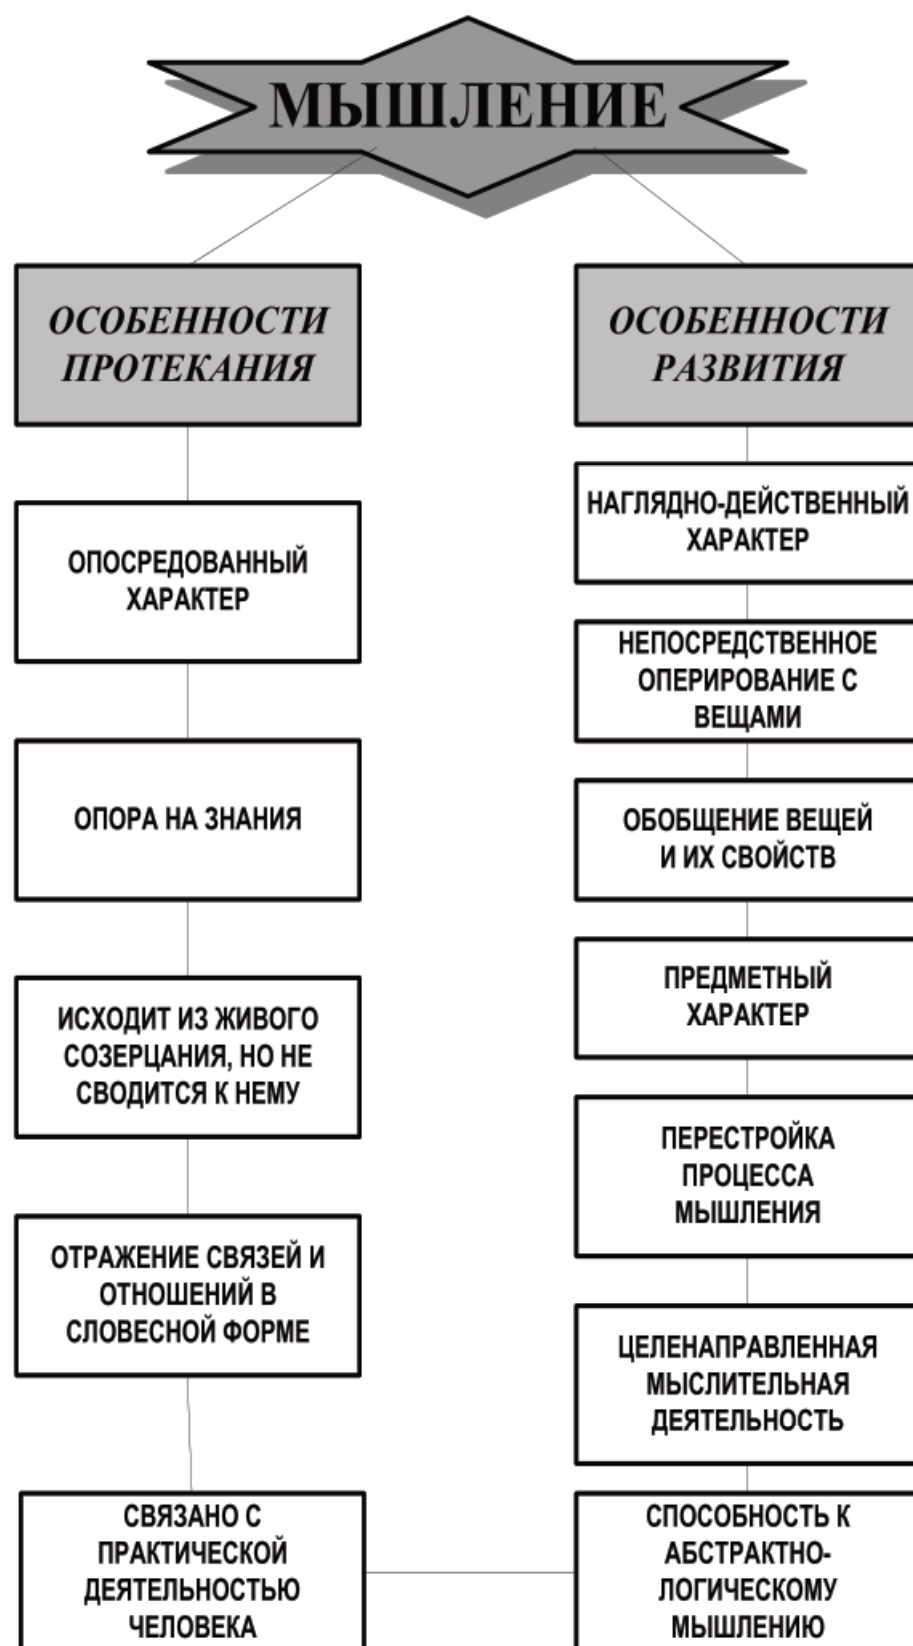 МЫШЛЕНИЕ
ОСОБЕННОСТИ
ПРОТЕКАНИЯ
ОПОСРЕДОВАННЫЙ
ХАРАКТЕР
ОПОРА НА ЗНАНИЯ
ИСХОДИТ ИЗ ЖИВОГО
СОЗЕРЦАНИЯ, НО НЕ
СВОДИТСЯ К НЕМУ
ОТРАЖЕНИЕ СВЯЗЕЙ И
ОТНОШЕНИЙ В
СЛОВЕСНОЙ ФОРМЕ
СВЯЗАНО С
ПРАКТИЧЕСКОЙ
ДЕЯТЕЛЬНОСТЬЮ
ЧЕЛОВЕКА
ОСОБЕННОСТИ
РАЗВИТИЯ
НАГЛЯДНО-ДЕЙСТВЕННЫЙ
ХАРАКТЕР
НЕПОСРЕДСТВЕННОЕ
ОПЕРИРОВАНИЕ С
ВЕЩАМИ
ОБОБЩЕНИЕ ВЕЩЕЙ
И ИХ СВОЙСТВ
ПРЕДМЕТНЫЙ
ХАРАКТЕР
ПЕРЕСТРОЙКА
ПРОЦЕССА
МЫШЛЕНИЯ
ЦЕЛЕНАПРАВЛЕННАЯ
МЫСЛИТЕЛЬНАЯ
ДЕЯТЕЛЬНОСТЬ
СПОСОБНОСТЬ К
АБСТРАКТНО-
ЛОГИЧЕСКОМУ
МЫШЛЕНИЮ